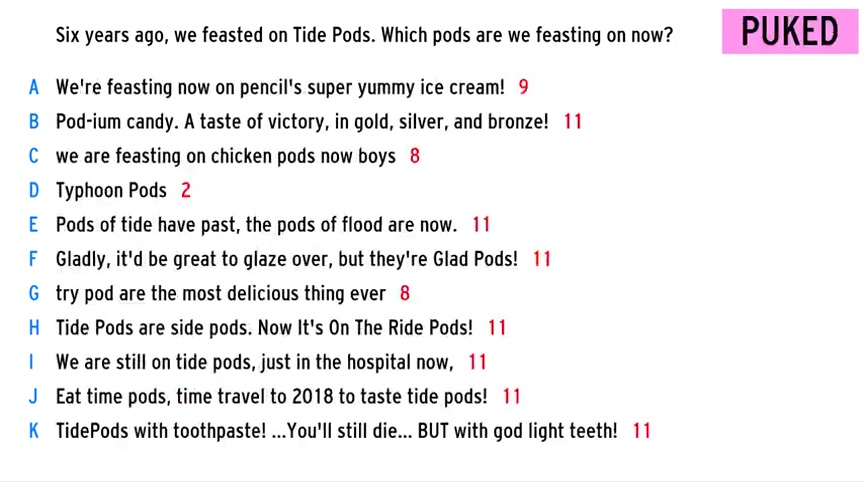 Six years ago, we feasted on Tide Pods. Which pods are we feasting on now?
PUKED
A We're feasting now on pencil's super yummy ice cream! 9
B Pod-ium candy. A taste of victory, in gold, silver, and bronze! 11
C we are feasting on chicken pods now boys 8
D Typhoon Pods 2
E Pods of tide have past, the pods of flood are now. 11
F Gladly, it'd be great to glaze over, but they're Glad Pods! 11
G try pod are the most delicious thing ever 8
H Tide Pods are side pods. Now It's On The Ride Pods! 11
I We are still on tide pods, just in the hospital now, 11
J Eat time pods, time travel to 2018 to taste tide pods! 11
K TidePods with toothpaste! ...You'll still die... BUT with god light teeth! 11